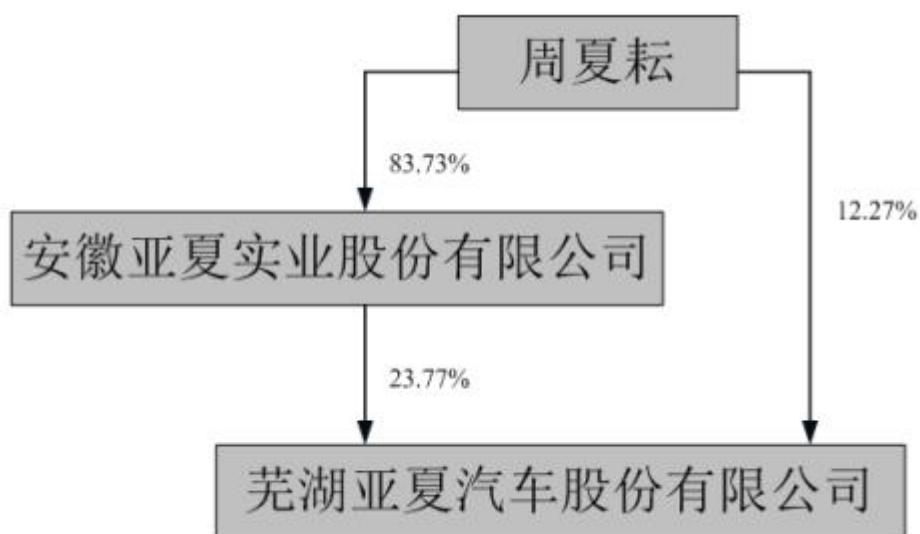 周夏耘
83.73%
12.27%
安徽亚夏实业股份有限公司
23.77%
芜湖亚夏汽车股份有限公司